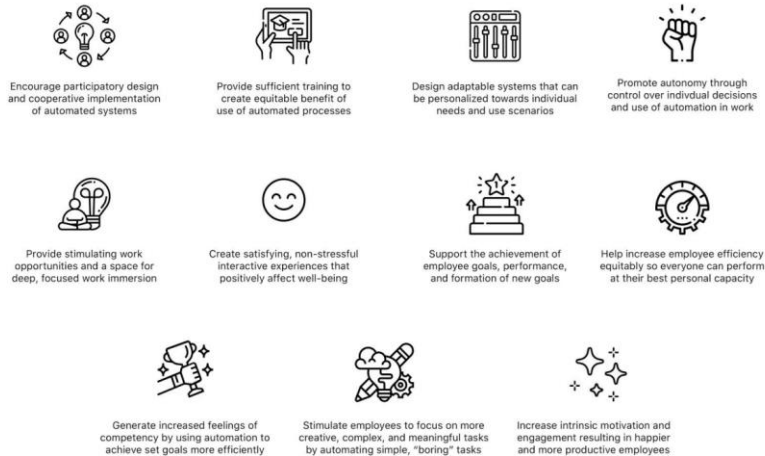 Encourage participatory design
and cooperative implementation
of automated systems
Provide sufficient training to
create equitable benefit of
use of automated processes
Design adaptable systems that can
be personalized towards individual
needs and use scenarios
Promote autonomy through
control over indivdual decisions
and use of automation in work
Provide stimulating work
opportunities and a space for
deep, focused work immersion
Create satisfying, non-stressful
interactive experiences that
positively affect well-being
1
Support the achievement of
employee goals, performance,
and formation of new goals
Help increase employee efficiency
equitably so everyone can perform
at their best personal capacity
Generate increased feelings of
competency by using automation to
achieve set goals more efficiently
Stimulate employees to focus on more
creative, complex, and meaningful tasks
by automating simple, "boring" tasks
Increase intrinsic motivation and
engagement resulting in happier
and more productive employees